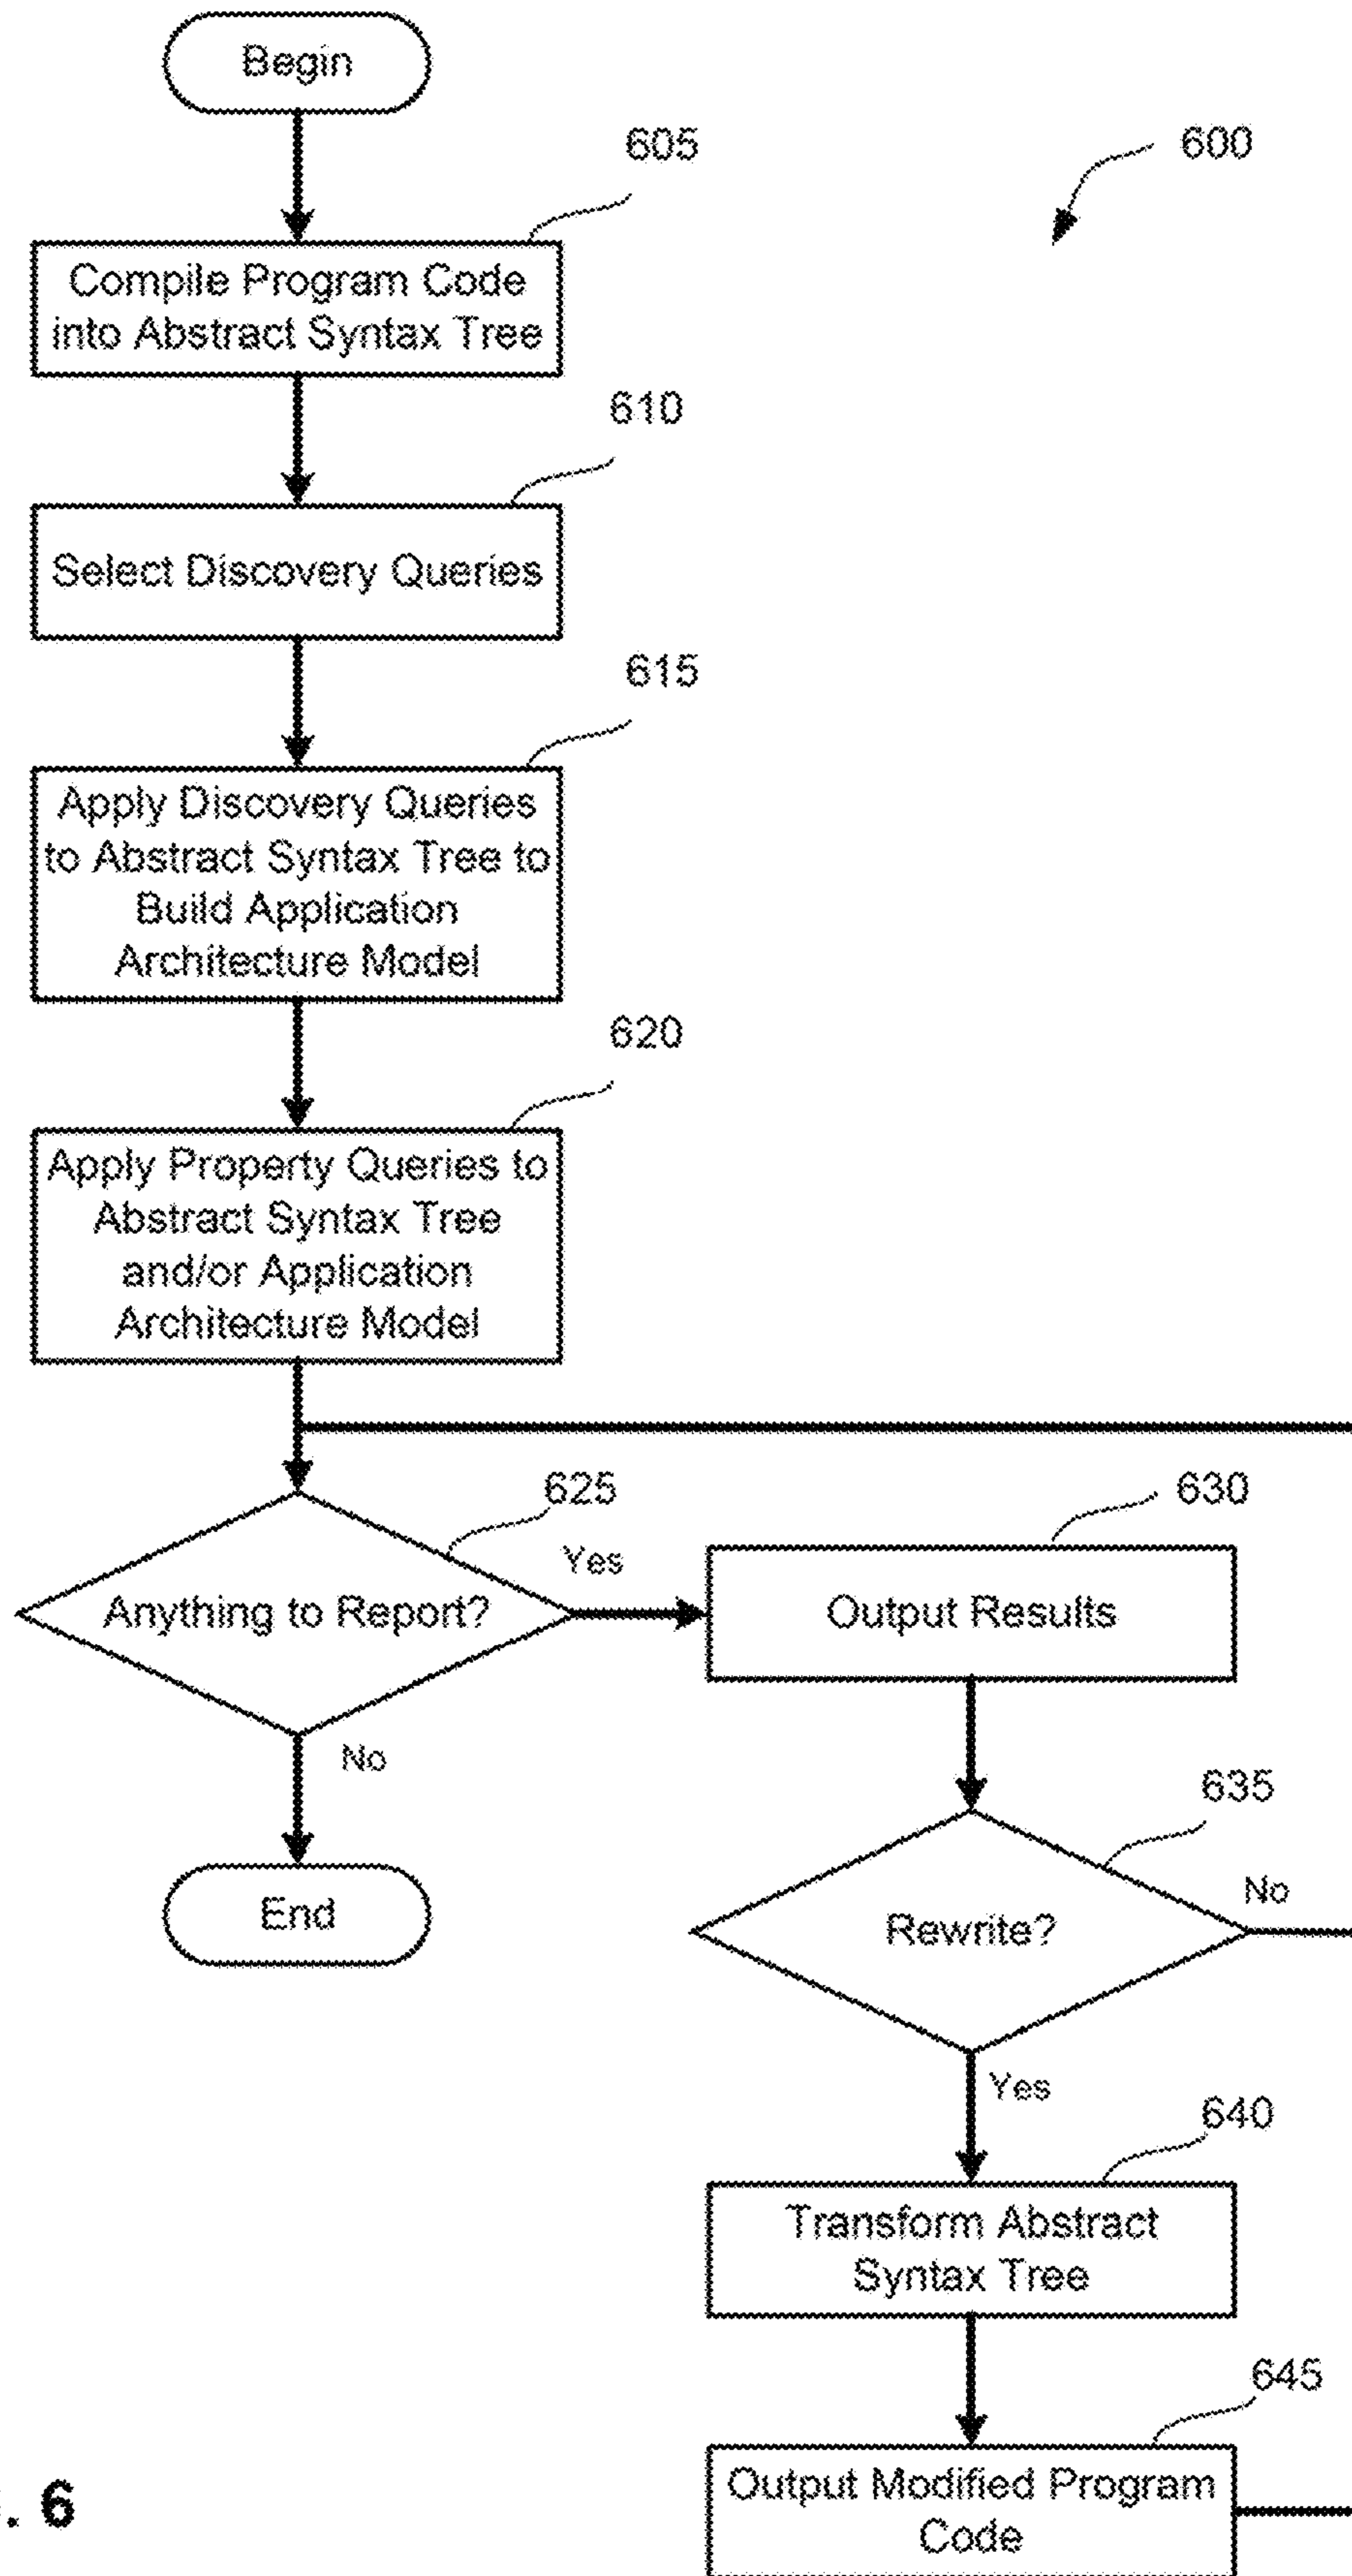 Begin
605
600
Compile Program Code
into Abstract Syntax Tree
610
Select Discovery Queries
615
Apply Discovery Queries
to Abstract Syntax Tree to
Build Application
Architecture Model
620
Apply Property Queries to
Abstract Syntax Tree
and/or Application
Architecture Model
625
Yes
630
Anything to Report?
Output Results
No
635
End
Rewrite?
No
Yes
640
Transform Abstract
Syntax Tree
645
Output Modified Program
Code
. 6